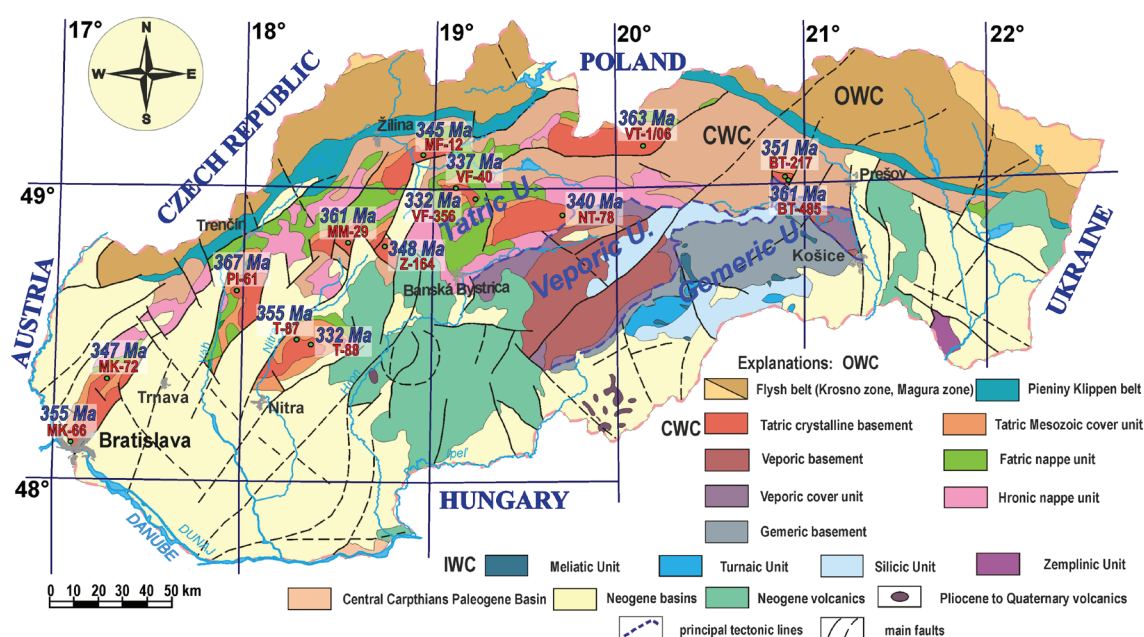 17°
18°
19°
20°
21°
22°
N
W
E
S
POLAND
CZECH REPUBLIC
OWC
CWC
363 Ma
VT-1/06
Žilina
345 Ma
MF-12
351 Ma
BT-217
337 Ma
VF-40
Prešov
49°
361 Ma
BT-485
332 Ma
VF-356
Tatric U.
340 Ma
NT-78
Trenčín
361 Ma
MM-29
348 Ma
Z-164
Veporic U.
Gemeric U.
Košice
UKRAINE
367 Ma
PI-61
Banská Bystrica
AUSTRIA
355 Ma
T-87
332 Ma
T-88
Váh
Nitra
Hron
347 Ma
MK-72
Trnava
Nitra
355 Ma
MK-66
Bratislava
Ipeľ
48°
HUNGARY
DANUBE
DUNAJ
0 10 20 30 40 50 km
Explanations: OWC
Flysh belt (Krosno zone, Magura zone)
Pieniny Klippen belt
CWC
Tatric crystalline basement
Tatric Mesozoic cover unit
Veporic basement
Fatric nappe unit
Veporic cover unit
Hronic nappe unit
Gemeric basement
IWC
Meliatic Unit
Turnaic Unit
Silicic Unit
Zemplinic Unit
Central Carpthians Paleogene Basin
Neogene basins
Neogene volcanics
Pliocene to Quaternary volcanics
principal tectonic lines
main faults